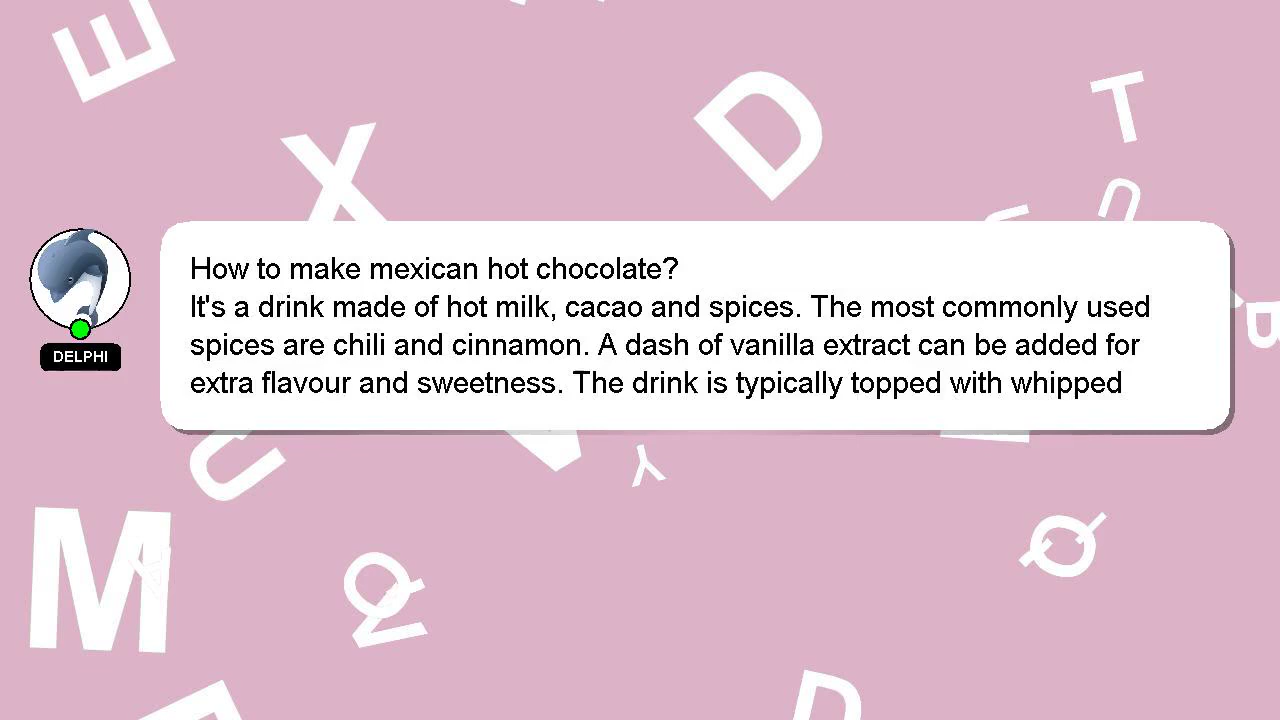 E
X
D
T
U
How to make mexican hot chocolate?
It's a drink made of hot milk, cacao and spices. The most commonly used
spices are chili and cinnamon. A dash of vanilla extract can be added for
extra flavour and sweetness. The drink is typically topped with whipped
DELPHI
B
U
Y
M
Q
Q
D